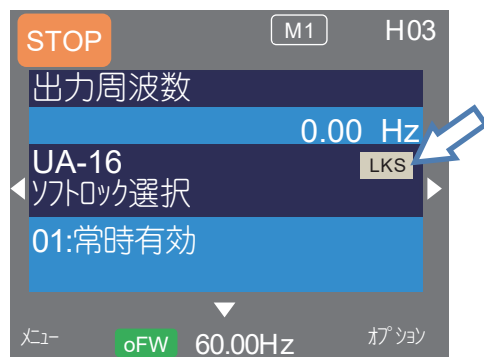 STOP M1 H03
出力周波数
0.00 Hz
UA-16 LKS
ソフトロック選択
01:常時有効
メニュー oFW 60.00Hz オプション